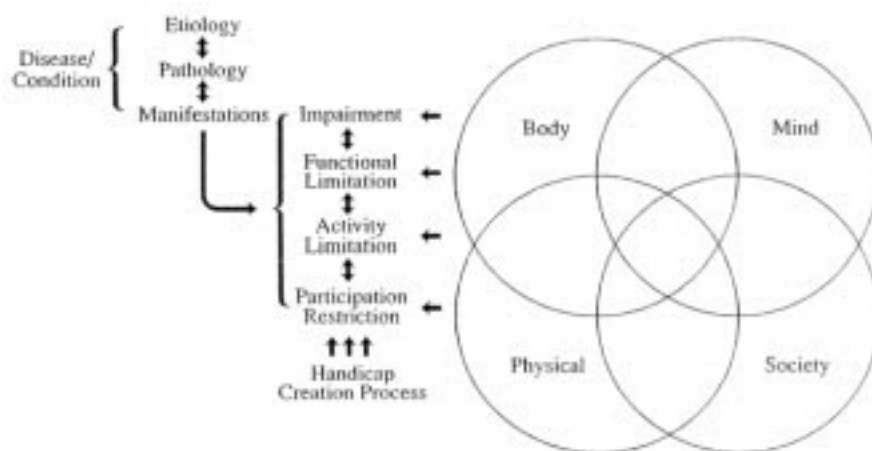 Etiology
Disease/
Condition
Pathology
Manifestations
Impairment
Functional
Limitation
Activity
Limitation
Participation
Restriction
Handicap
Creation Process
Body
Mind
Physical
Society